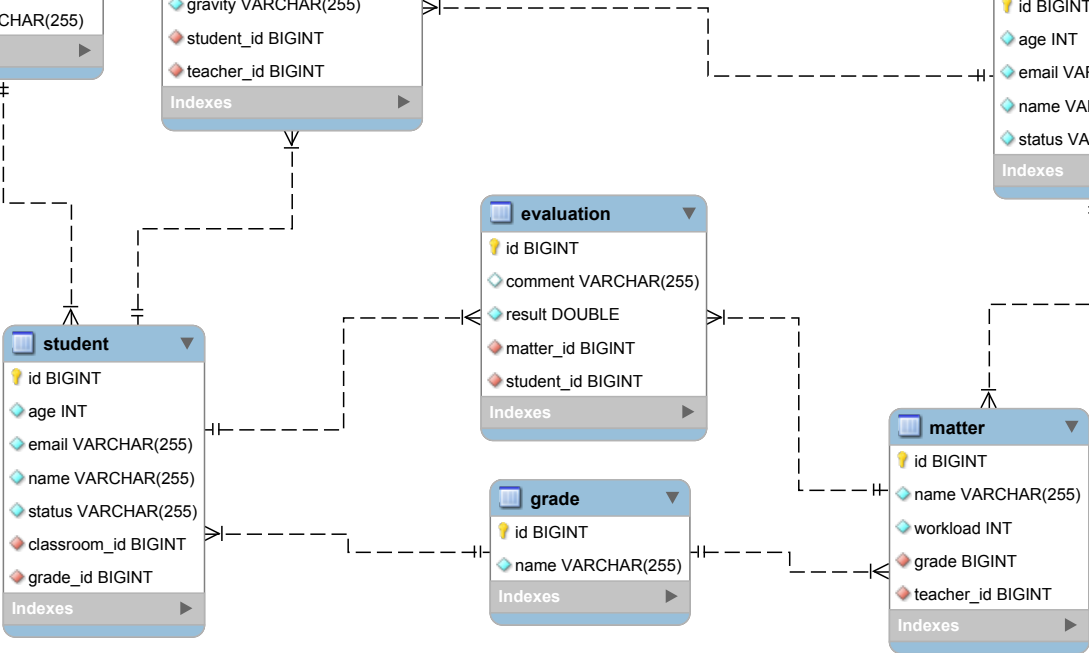 CHAR(255)
gravity VARCHAR(255)
student_id BIGINT
teacher_id BIGINT
Indexes
id BIGINT
age INT
email VAR
name VA
status VA
Indexes
evaluation
id BIGINT
comment VARCHAR(255)
result DOUBLE
matter_id BIGINT
student_id BIGINT
Indexes
student
id BIGINT
age INT
email VARCHAR(255)
name VARCHAR(255)
status VARCHAR(255)
classroom_id BIGINT
grade_id BIGINT
Indexes
grade
id BIGINT
name VARCHAR(255)
Indexes
matter
id BIGINT
name VARCHAR(255)
workload INT
grade BIGINT
teacher_id BIGINT
Indexes